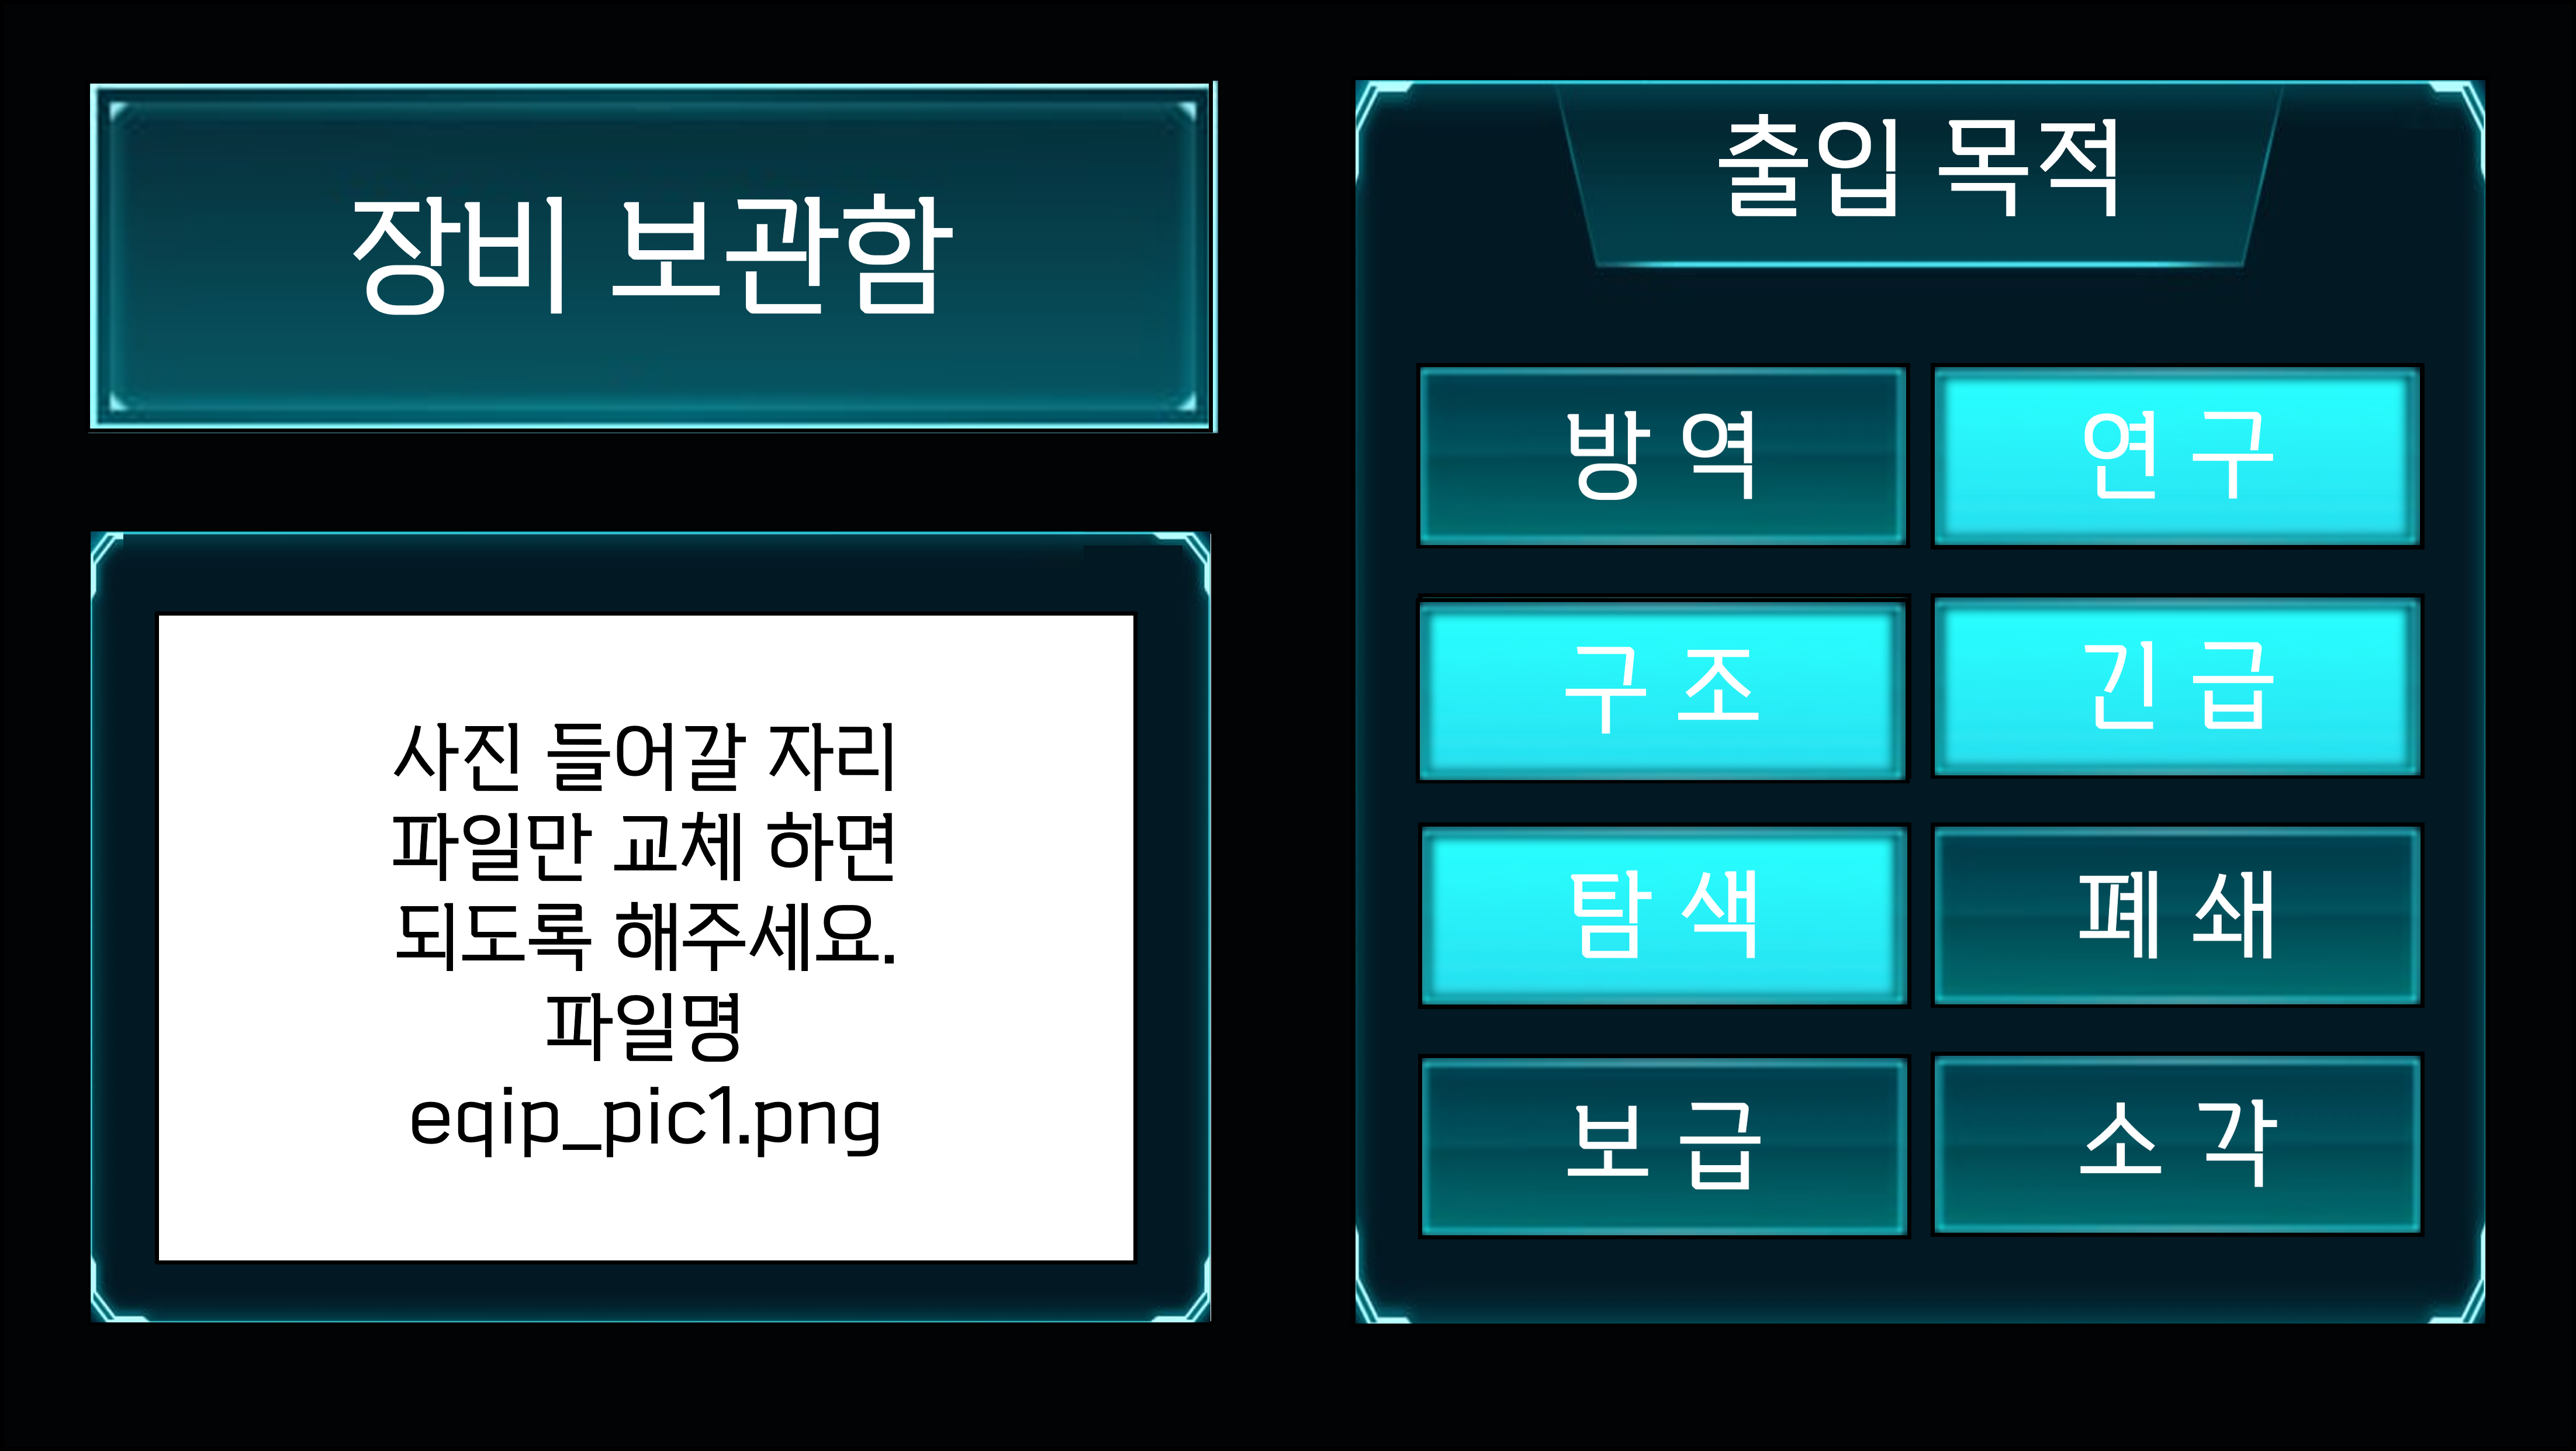 장비 보관함
사진 들어갈 자리
파일만 교체 하면
되도록 해주세요.
파일명
eqip_pic1.png
출입 목적
방 역
연 구
구 조
긴 급
탐 색
폐 쇄
보 급
소 각